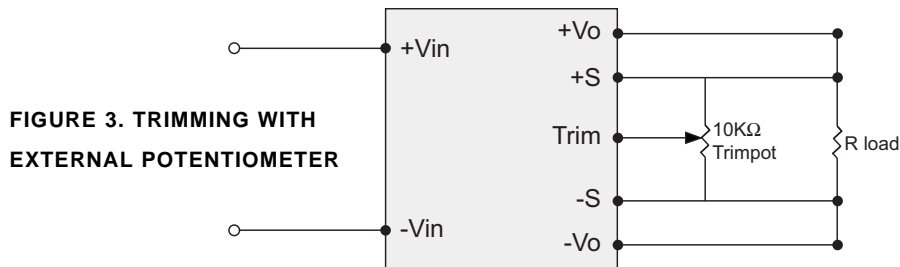 +Vo
+Vin
+S
FIGURE 3. TRIMMING WITH
EXTERNAL POTENTIOMETER
Trim
10KΩ
Trimpot
R load
-S
-Vin
-Vo